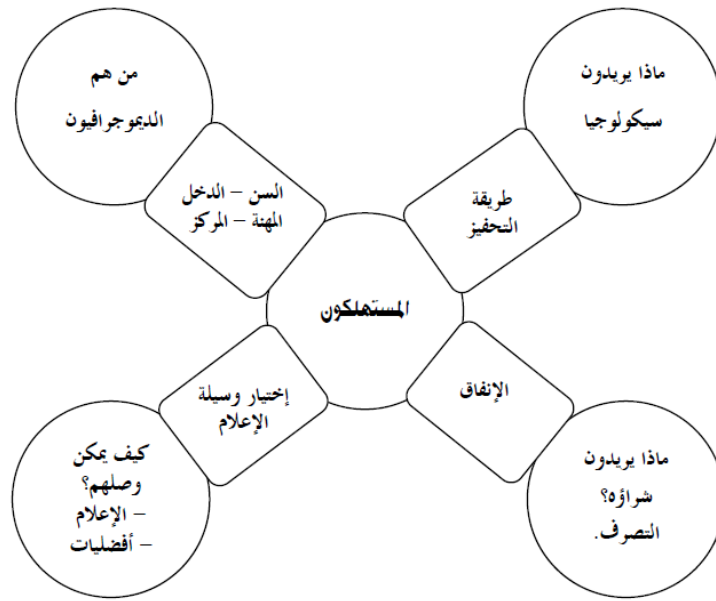 ماذا يريدون
سيكولوجيا
من هم
الديموجرافيون
طريقة
التحفيز
السن – الدخل
المهنة – المركز
المستهلكون
الإنفاق
إختيار وسيلة
الإعلام
ماذا يريدون
شراؤه؟
التصرف.
كيف يمكن
وصلهم؟
– الإعلام
– أفضليات